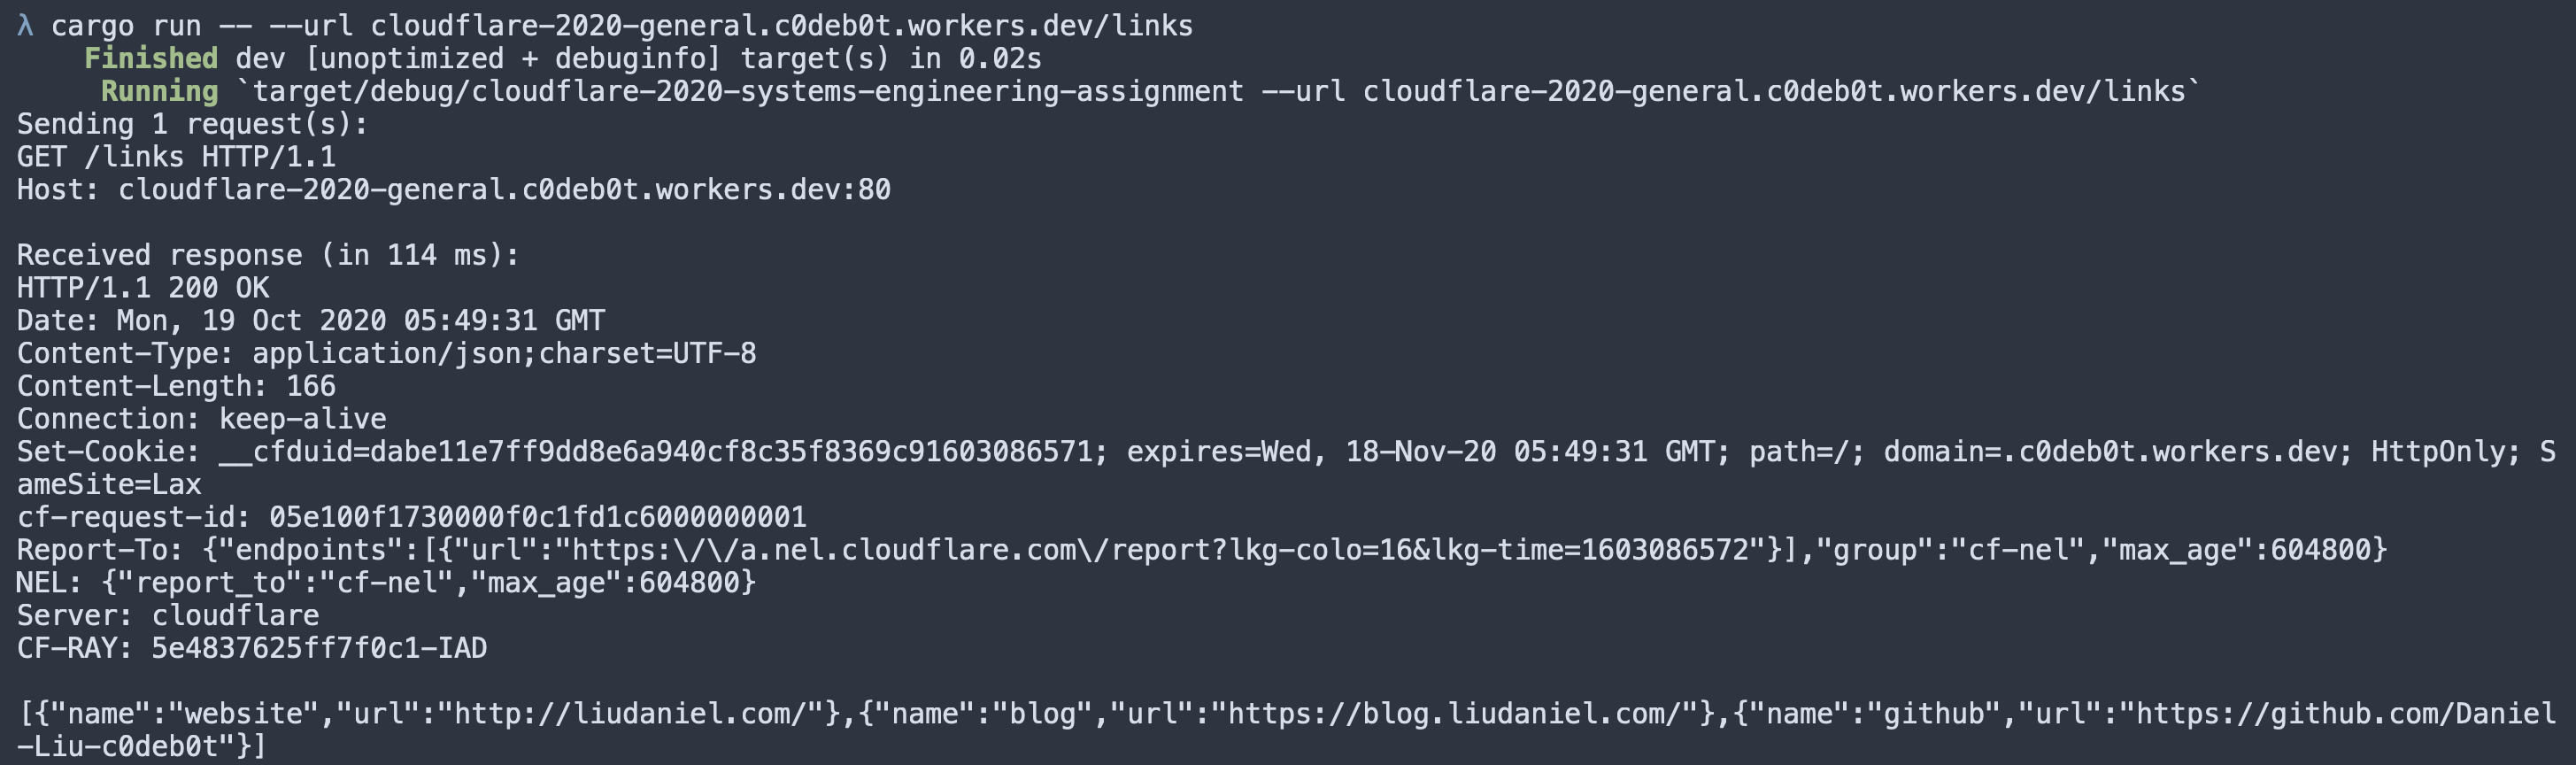 λ cargo run -- --url cloudflare-2020-general.c0deb0t.workers.dev/links
    Finished dev [unoptimized + debuginfo] target(s) in 0.02s
     Running `target/debug/cloudflare-2020-systems-engineering-assignment --url cloudflare-2020-general.c0deb0t.workers.dev/links`
Sending 1 request(s):
GET /links HTTP/1.1
Host: cloudflare-2020-general.c0deb0t.workers.dev:80

Received response (in 114 ms):
HTTP/1.1 200 OK
Date: Mon, 19 Oct 2020 05:49:31 GMT
Content-Type: application/json;charset=UTF-8
Content-Length: 166
Connection: keep-alive
Set-Cookie: __cfduid=dabe11e7ff9dd8e6a940cf8c35f8369c91603086571; expires=Wed, 18-Nov-20 05:49:31 GMT; path=/; domain=.c0deb0t.workers.dev; HttpOnly; S
ameSite=Lax
cf-request-id: 05e100f1730000f0c1fd1c6000000001
Report-To: {"endpoints":[{"url":"https:\/\/a.nel.cloudflare.com\/report?lkg-colo=16&lkg-time=1603086572"}],"group":"cf-nel","max_age":604800}
NEL: {"report_to":"cf-nel","max_age":604800}
Server: cloudflare
CF-RAY: 5e4837625ff7f0c1-IAD

[{"name":"website","url":"http://liudaniel.com/"},{"name":"blog","url":"https://blog.liudaniel.com/"},{"name":"github","url":"https://github.com/Daniel
-Liu-c0deb0t"}]